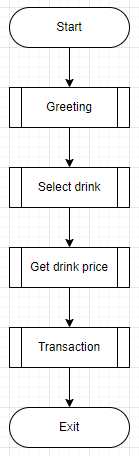 Start
Greeting
Select drink
Get drink price
Transaction
Exit